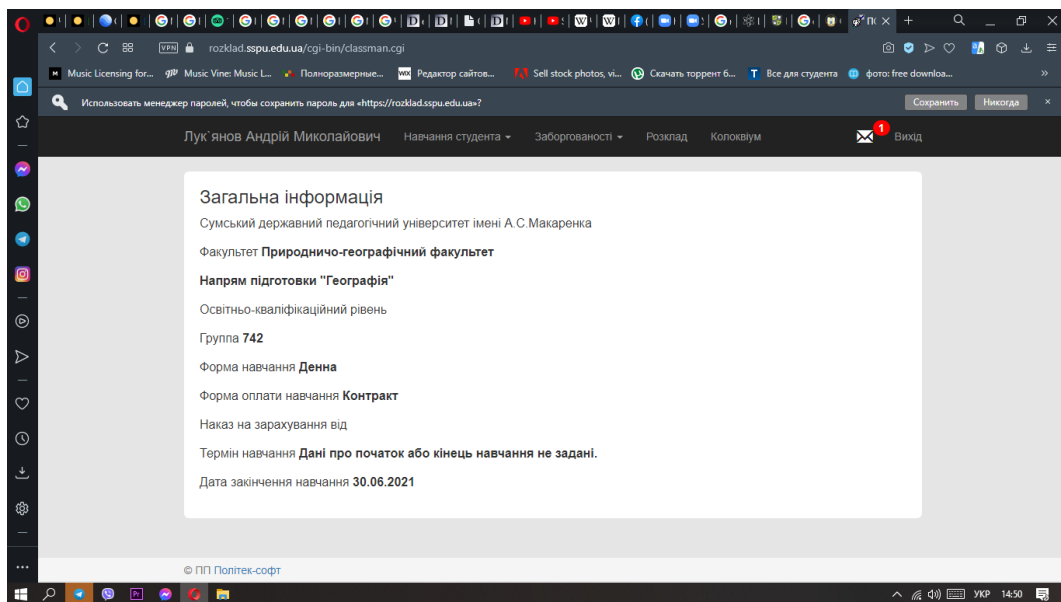 rozklad.sspu.edu.ua/cgi-bin/classman.cgi
VPN
Music Licensing for...
Music Vine: Music L...
Полноразмерные...
WIX Редактор сайтов...
Sell stock photos, vi...
Скачать торрент б...
Все для студента
фото: free downloa...
Использовать менеджер паролей, чтобы сохранить пароль для «https://rozklad.sspu.edu.ua»?
Сохранить
Никогда
Лук`янов Андрій Миколайович
Навчання студента
Заборгованості
Розклад
Колоквіум
1
Вихід
Загальна інформація
Сумський державний педагогічний університет імені А.С.Макаренка
Факультет Природничо-географічний факультет
Напрям підготовки "Географія"
Освітньо-кваліфікаційний рівень
Группа 742
Форма навчання Денна
Форма оплати навчання Контракт
Наказ на зарахування від
Термін навчання Дані про початок або кінець навчання не задані.
Дата закінчення навчання 30.06.2021
© ПП Політек-софт
УКР 14:50